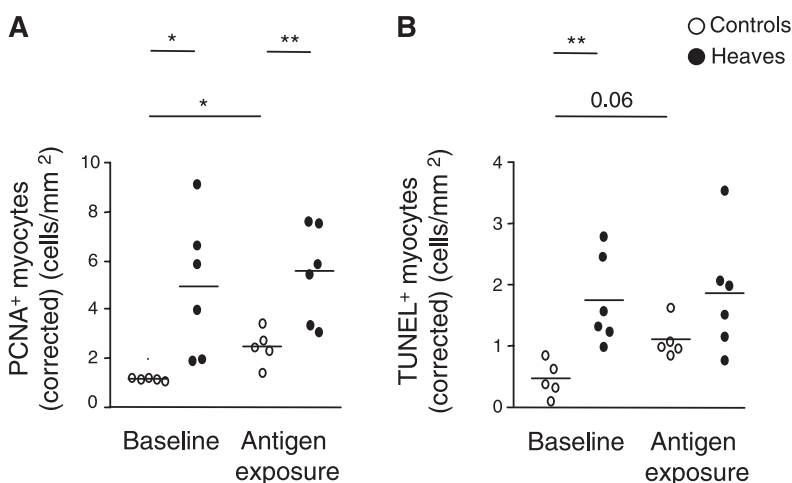 A
B
Controls
Heaves
*
**
*
**
0.06
PCNA+ myocytes
(corrected) (cells/mm 2)
10
8
6
4
2
0
Baseline
Antigen
exposure
TUNEL+ myocytes
(corrected) (cells/mm 2)
4
3
2
1
0
Baseline
Antigen
exposure